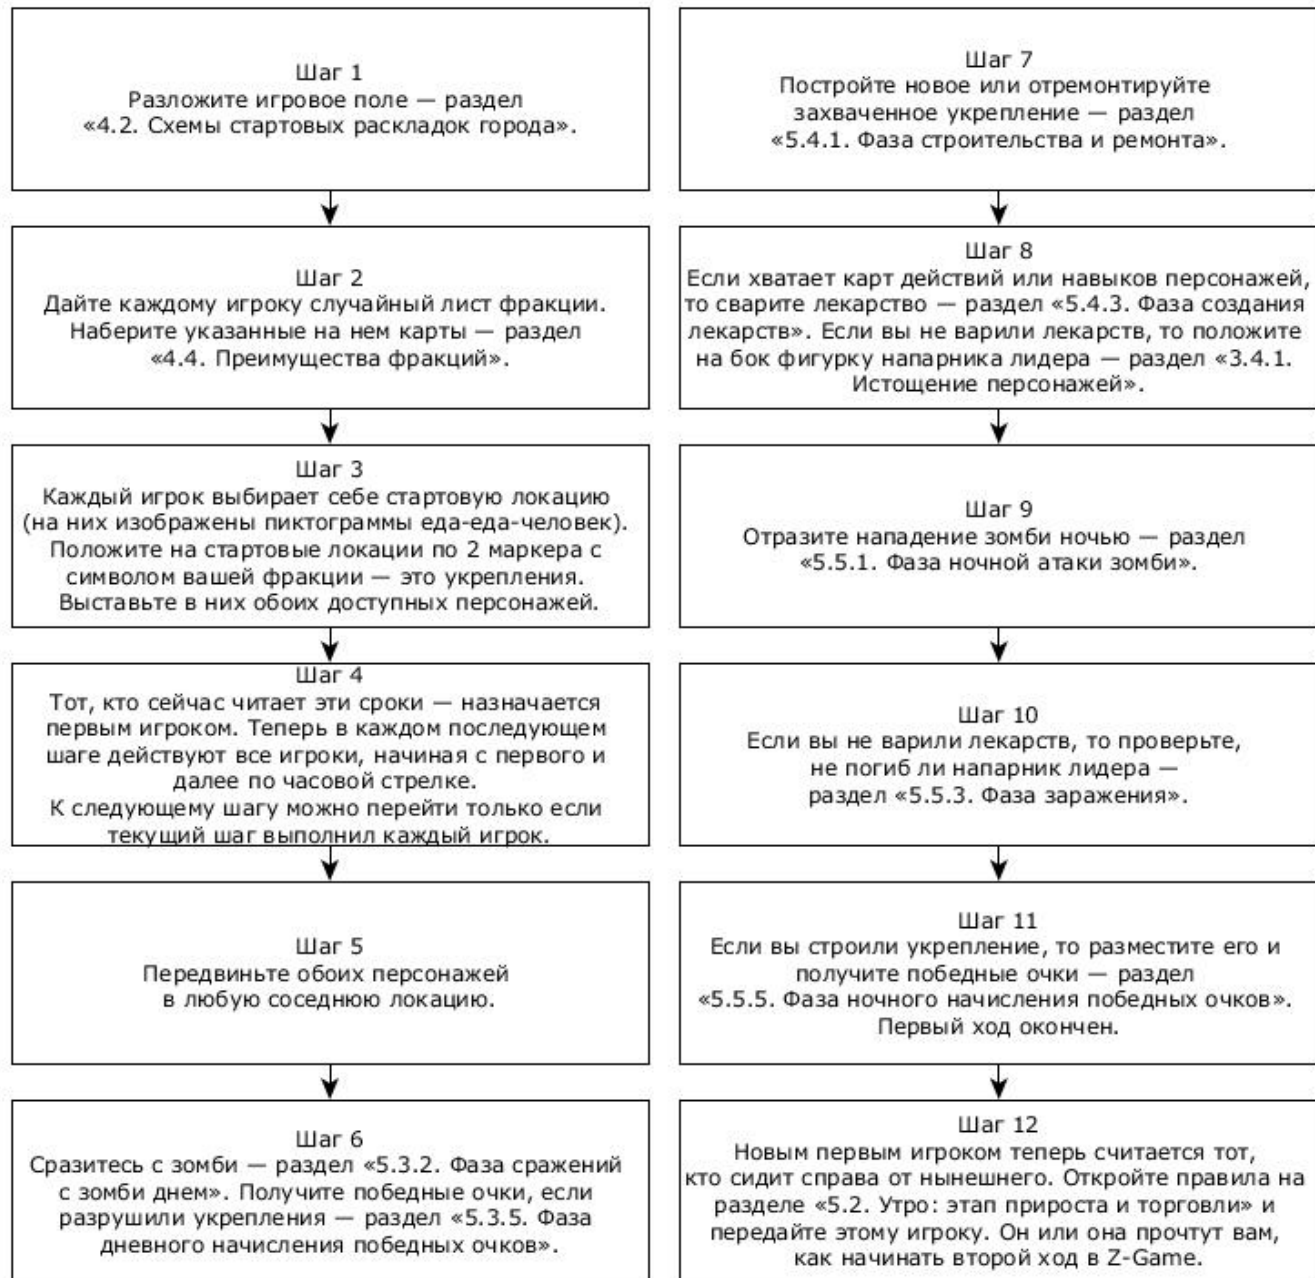 Шаг 1
Разложите игровое поле — раздел
«4.2. Схемы стартовых раскладок города».
Шаг 2
Дайте каждому игроку случайный лист фракции.
Наберите указанные на нем карты — раздел
«4.4. Преимущества фракций».
Шаг 3
Каждый игрок выбирает себе стартовую локацию
(на них изображены пиктограммы еда-еда-человек).
Положите на стартовые локации по 2 маркера с
символом вашей фракции — это укрепления.
Выставьте в них обоих доступных персонажей.
Шаг 4
Тот, кто сейчас читает эти сроки — назначается
первым игроком. Теперь в каждом последующем
шаге действуют все игроки, начиная с первого и
далее по часовой стрелке.
К следующему шагу можно перейти только если
текущий шаг выполнил каждый игрок.
Шаг 5
Передвиньте обоих персонажей
в любую соседнюю локацию.
Шаг 6
Сразитесь с зомби — раздел «5.3.2. Фаза сражений
с зомби днем». Получите победные очки, если
разрушили укрепления — раздел «5.3.5. Фаза
дневного начисления победных очков».
Шаг 7
Постройте новое или отремонтируйте
захваченное укрепление — раздел
«5.4.1. Фаза строительства и ремонта».
Шаг 8
Если хватает карт действий или навыков персонажей,
то сварите лекарство — раздел «5.4.3. Фаза создания
лекарств». Если вы не варили лекарств, то положите
на бок фигурку напарника лидера — раздел «3.4.1.
Истощение персонажей».
Шаг 9
Отразите нападение зомби ночью — раздел
«5.5.1. Фаза ночной атаки зомби».
Шаг 10
Если вы не варили лекарств, то проверьте,
не погиб ли напарник лидера —
раздел «5.5.3. Фаза заражения».
Шаг 11
Если вы строили укрепление, то разместите его и
получите победные очки — раздел
«5.5.5. Фаза ночного начисления победных очков».
Первый ход окончен.
Шаг 12
Новым первым игроком теперь считается тот,
кто сидит справа от нынешнего. Откройте правила на
разделе «5.2. Утро: этап прироста и торговли» и
передайте этому игроку. Он или она прочтут вам,
как начинать второй ход в Z-Game.